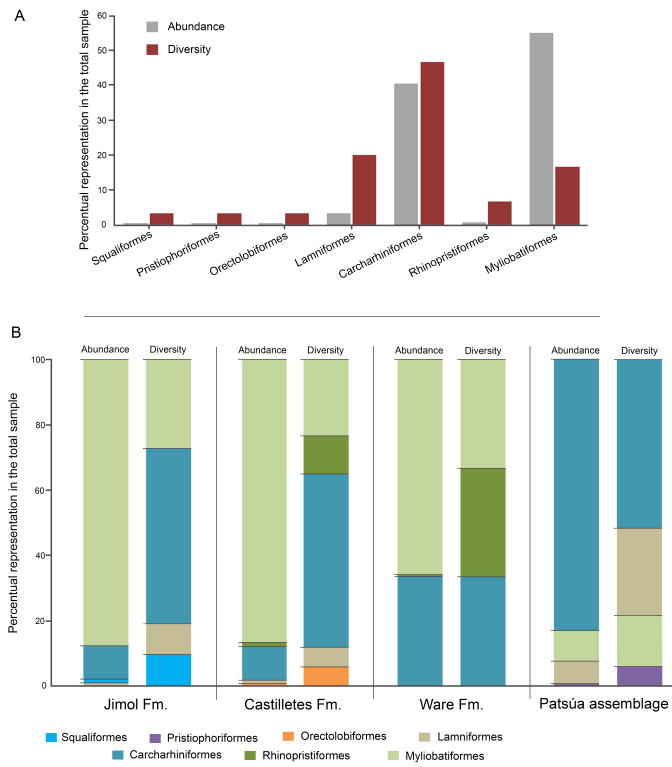 A
Percentual representation in the total sample
60
50
40
30
20
10
0
Abundance
Diversity
Squaliformes
Pristiophoriformes
Orectolobiformes
Lamniformes
Carcharhiniformes
Rhinopristiformes
Myliobatiformes
B
Percentual representation in the total sample
100
80
60
40
20
0
Abundance Diversity Abundance Diversity Abundance Diversity Abundance Diversity
Jimol Fm. Castilletes Fm. Ware Fm. Patsúa assemblage
Squaliformes Pristiophoriformes Orectolobiformes Lamniformes
Carcharhiniformes Rhinopristiformes Myliobatiformes